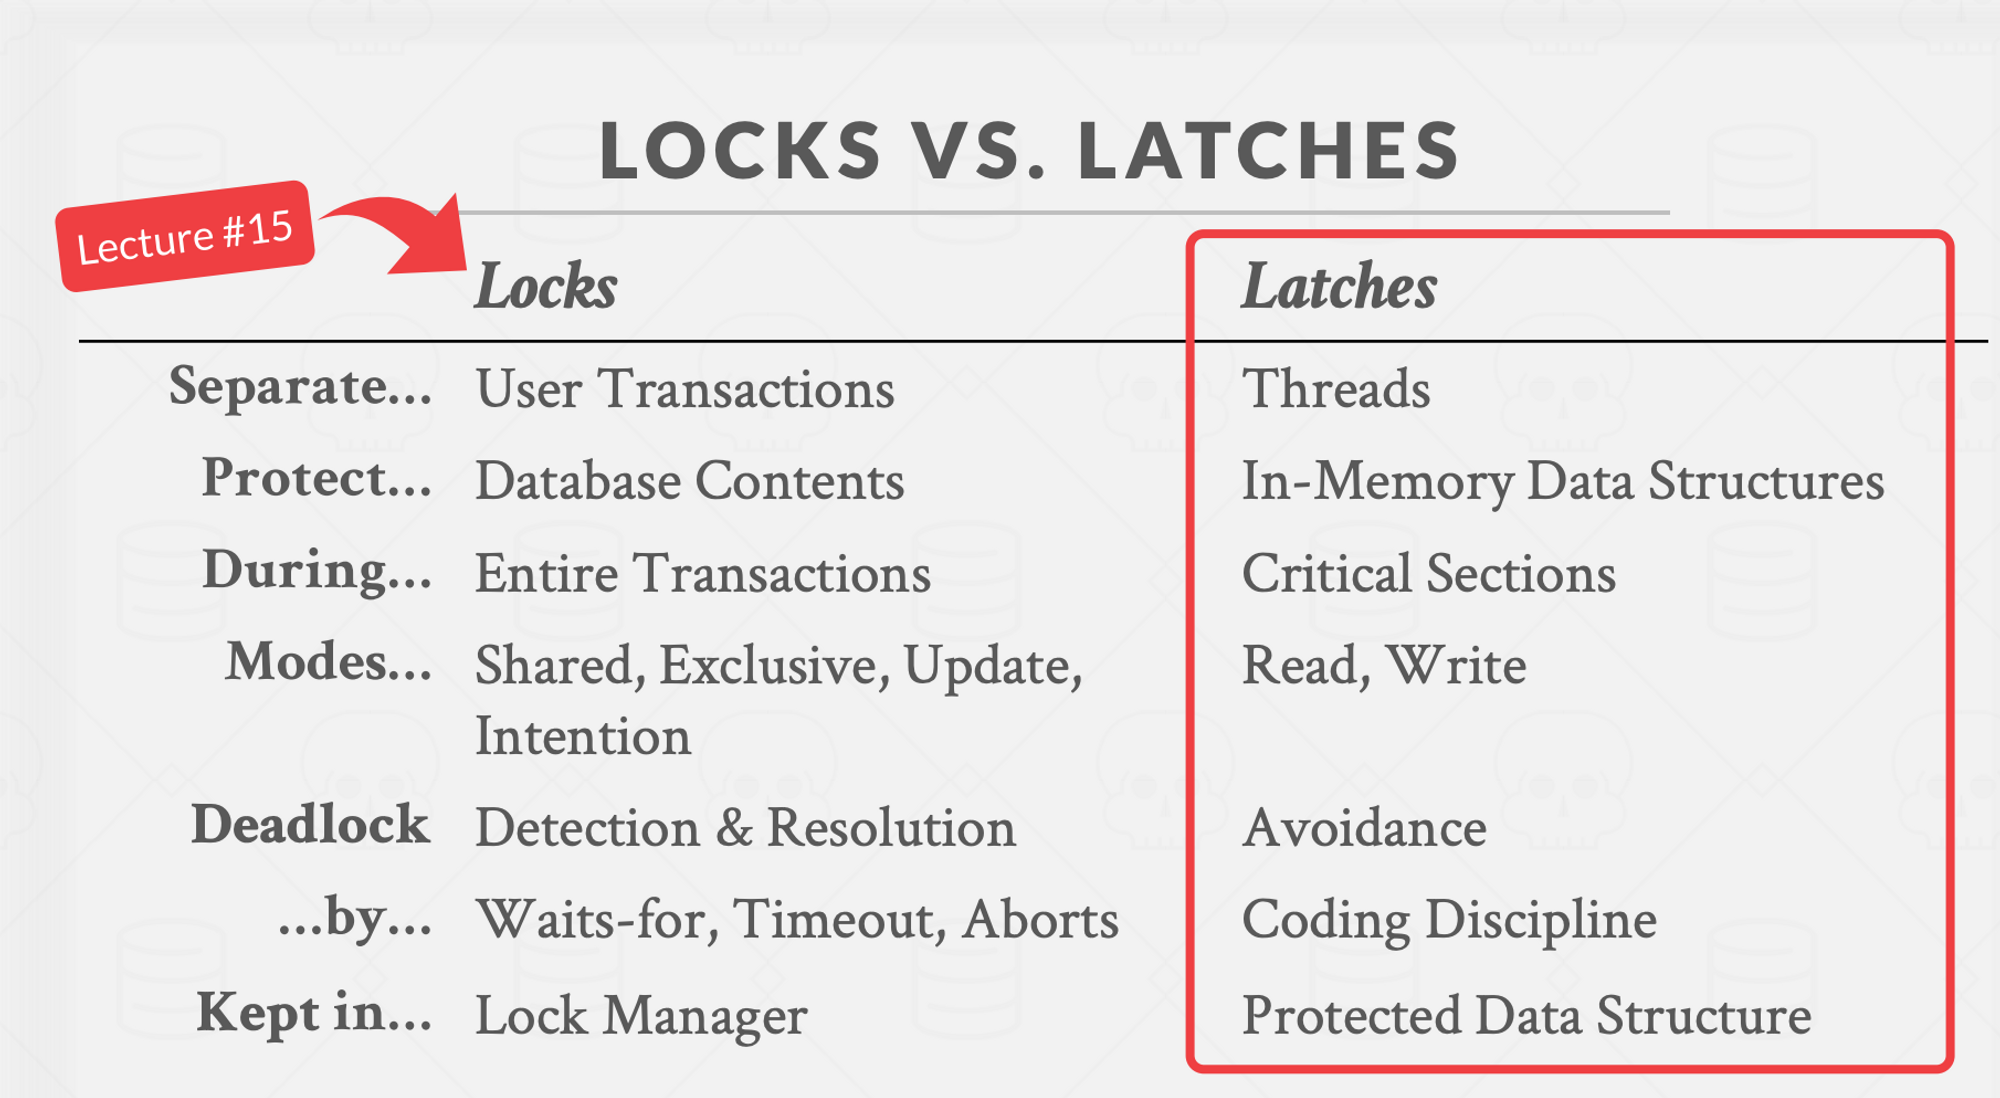 LOCKS VS. LATCHES
Lecture #15
Locks Latches
Separate... User Transactions Threads
Protect... Database Contents In-Memory Data Structures
During... Entire Transactions Critical Sections
Modes... Shared, Exclusive, Update, Read, Write
Intention
Deadlock Detection & Resolution Avoidance
...by... Waits-for, Timeout, Aborts Coding Discipline
Kept in... Lock Manager Protected Data Structure